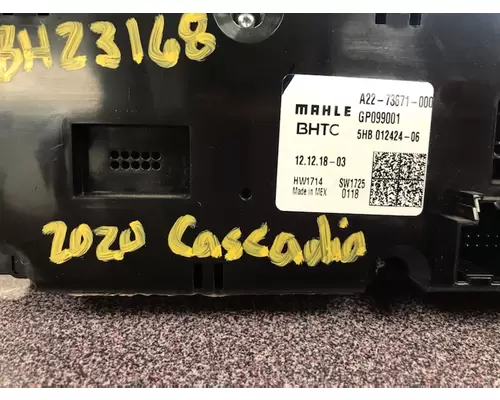 BH23168
A22-73671-000
MAHLE GP099001
BHTC 5HB 012424-06
12.12.18-03
HW1714 SW1725
Made in MEX 0118
2020 Cascadia